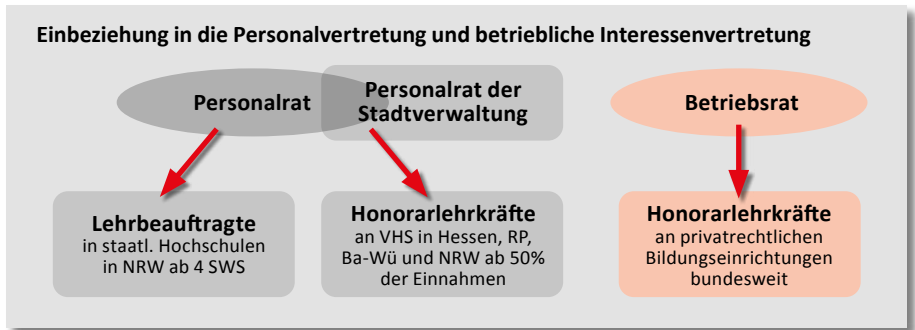 Einbeziehung in die Personalvertretung und betriebliche Interessenvertretung
Personalrat
Personalrat der
Stadtverwaltung
Betriebsrat
Lehrbeauftragte
in staatl. Hochschulen
in NRW ab 4 SWS
Honorarlehrkräfte
an VHS in Hessen, RP,
Ba-Wü und NRW ab 50%
der Einnahmen
Honorarlehrkräfte
an privatrechtlichen
Bildungseinrichtungen
bundesweit